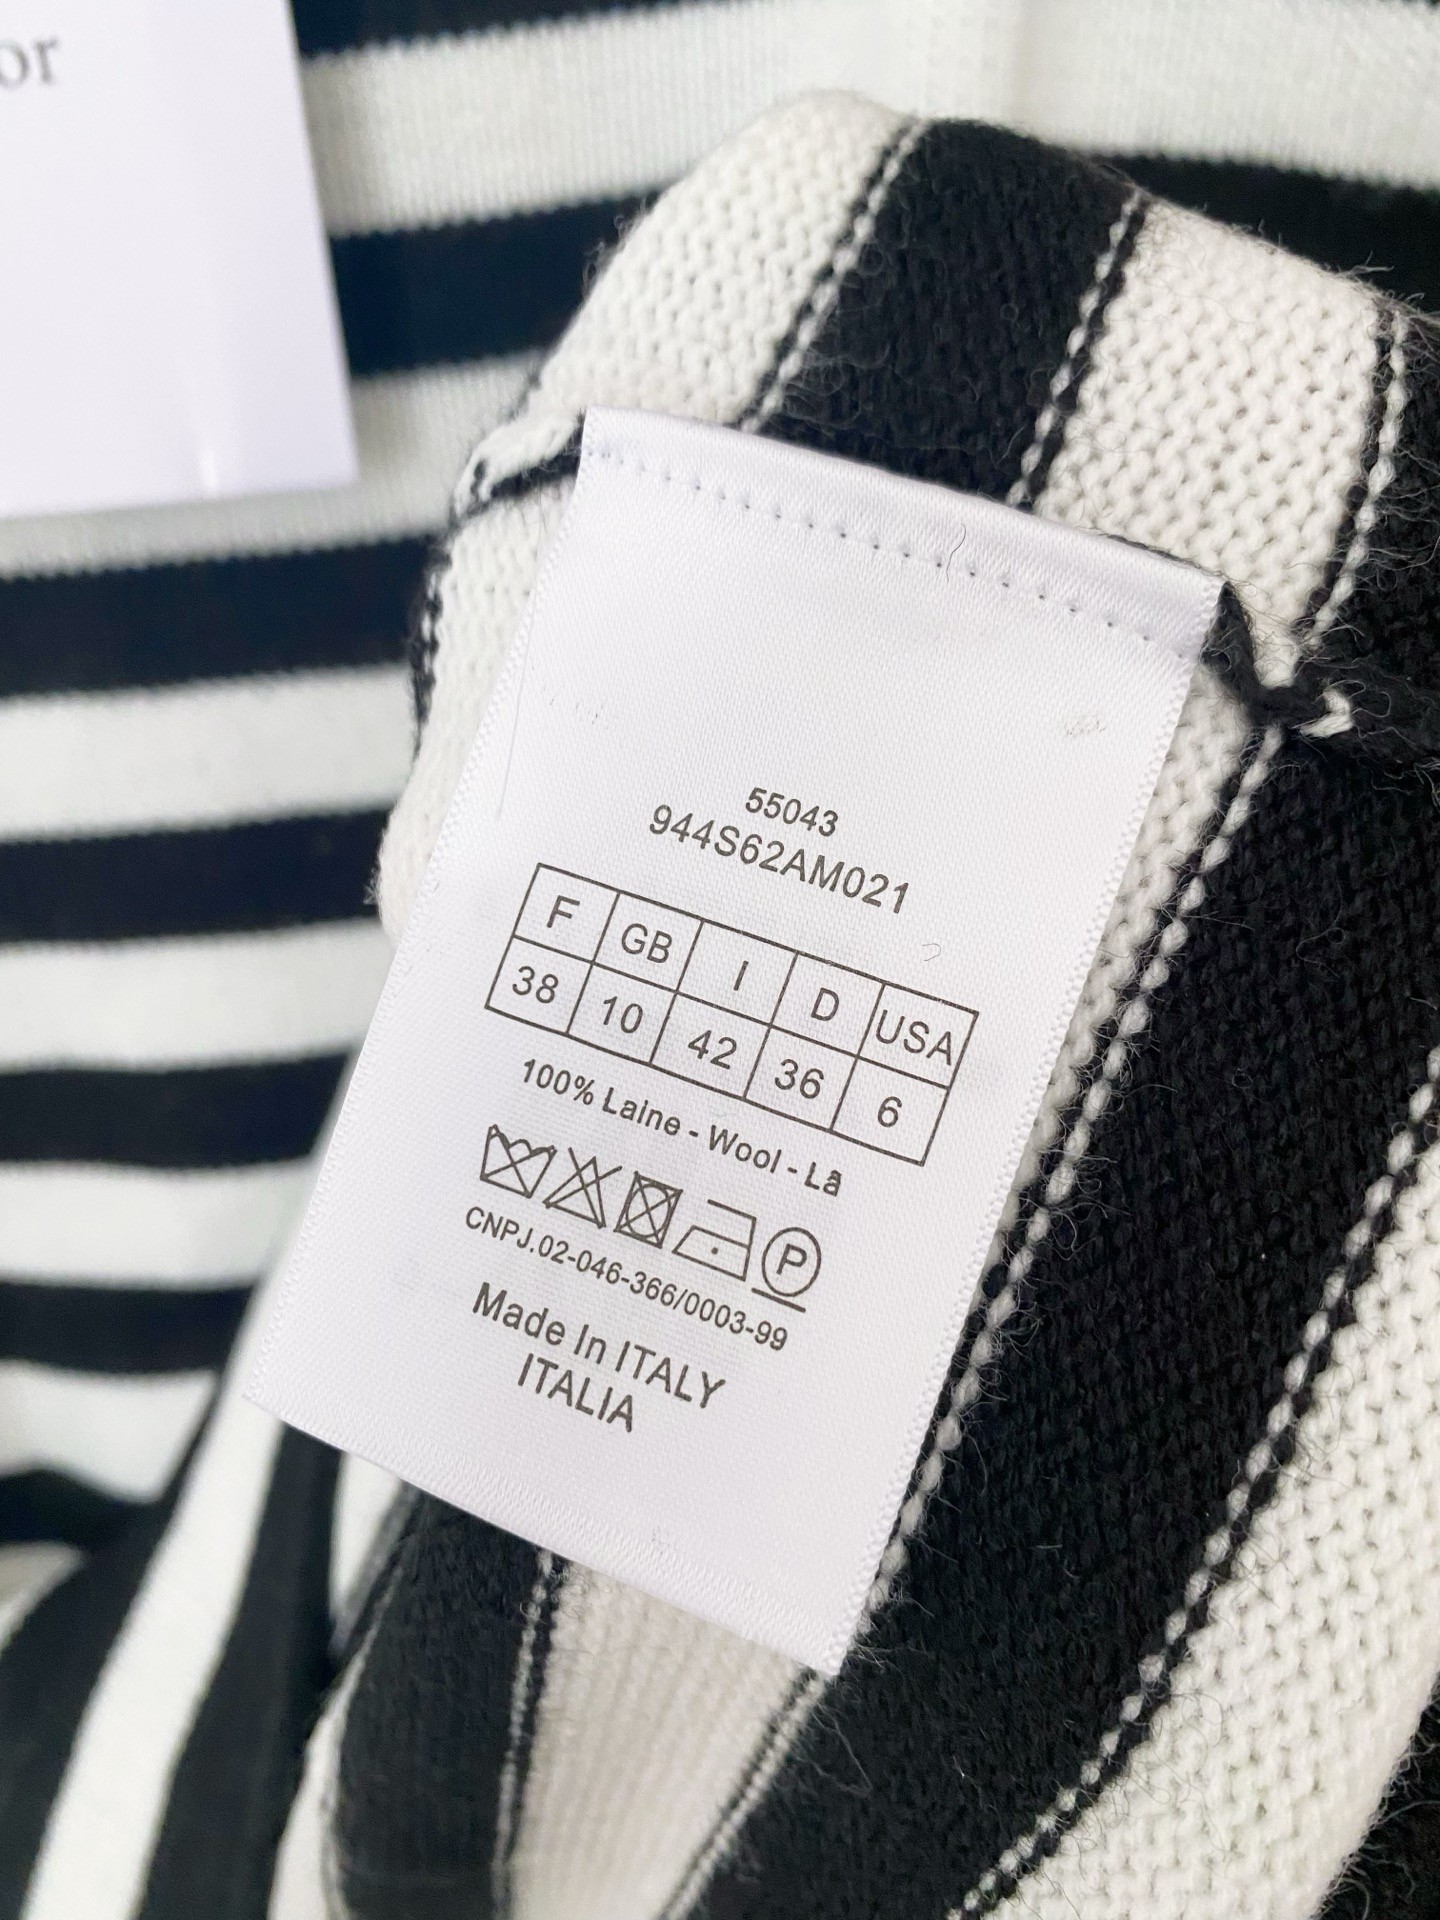 or
55043
944S62AM021
F GB I D USA
38 10 42 36 6
100% Laine - Wool - Lã
P
CNPJ.02-046-366/0003-99
Made In ITALY
ITALIA